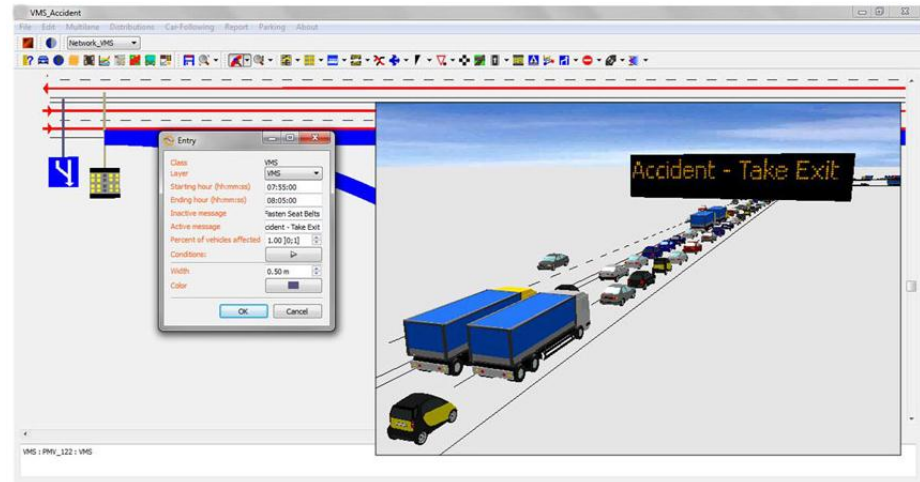 VMS_Accident
File Edit Multilane Distributions Car-Following Report Parking About
Network_VMS
Entry
Class VMS
Layer VMS
Starting hour (hh:mm:ss) 07:55:00
Ending hour (hh:mm:ss) 08:05:00
Inactive message Fasten Seat Belts
Active message cident - Take Exit
Percent of vehicles affected 1.00 ]0;1]
Conditions:
Width 0.50 m
Color
OK Cancel
Accident - Take Exit
VMS : PMV_122 : VMS